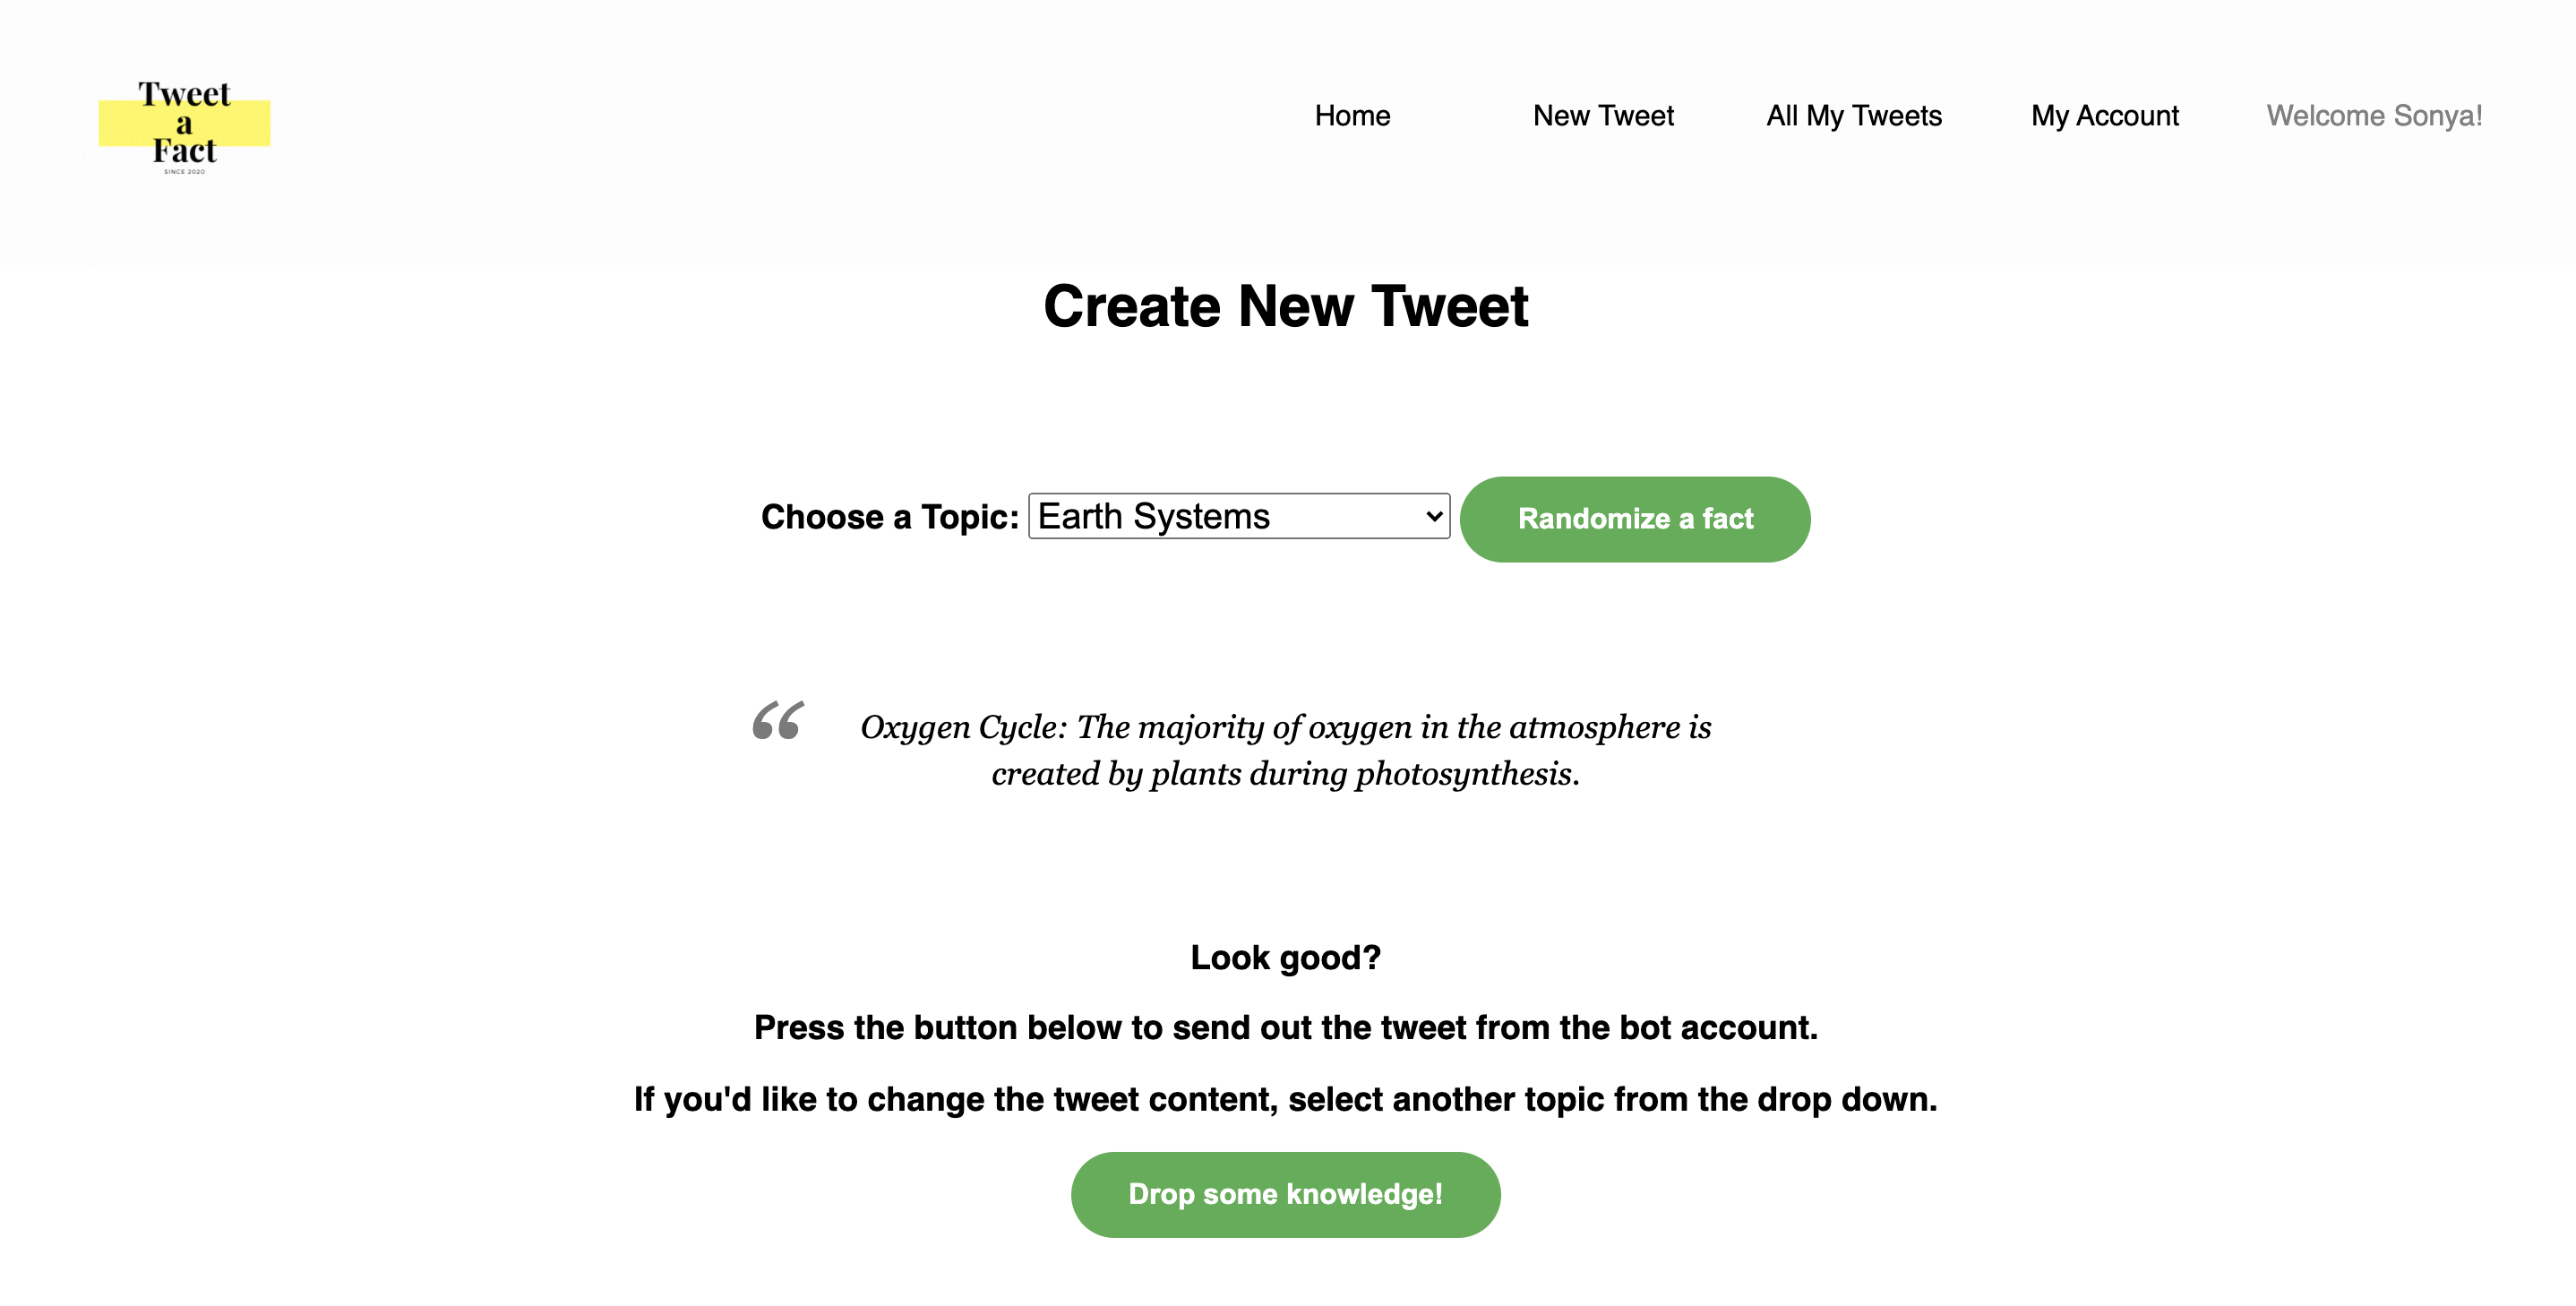 Tweet
a
Fact
SINCE 2020
Home New Tweet All My Tweets My Account Welcome Sonya!
Create New Tweet
Choose a Topic: Earth Systems Randomize a fact
“ Oxygen Cycle: The majority of oxygen in the atmosphere is
created by plants during photosynthesis.
Look good?
Press the button below to send out the tweet from the bot account.
If you'd like to change the tweet content, select another topic from the drop down.
Drop some knowledge!